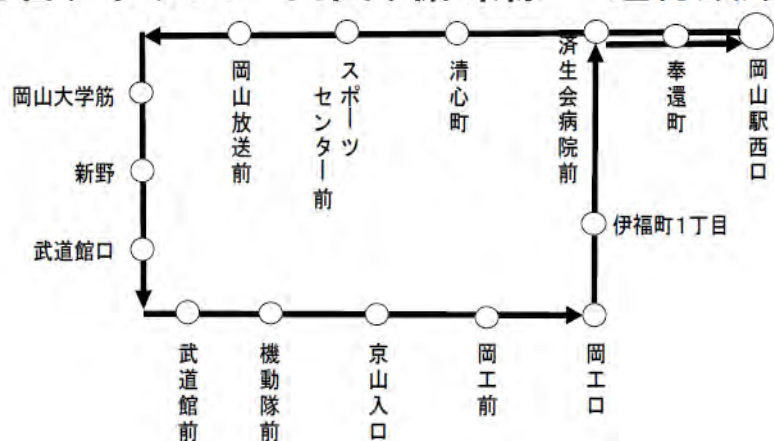 岡山駅西口
奉還町
済生会病院前
清心町
スポーツ
センター前
岡山放送前
岡山大学筋
新野
武道館口
武道館前
機動隊前
京山入口
岡工前
岡工口
伊福町1丁目